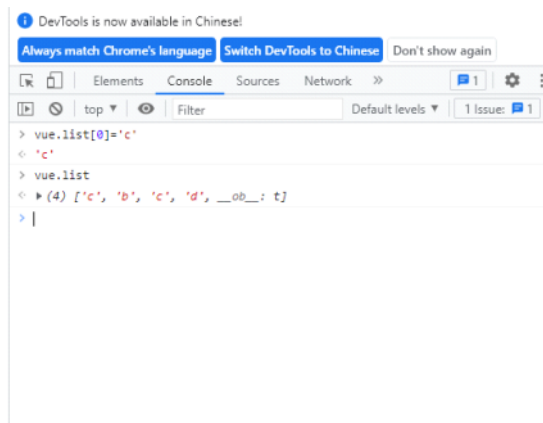 DevTools is now available in Chinese!
Always match Chrome's language Switch DevTools to Chinese Don't show again
Elements Console Sources Network » 1
top ▼ Filter Default levels ▼ 1 Issue: 1
> vue.list[0]='c'
<· 'c'
> vue.list
<· ▶ (4) ['c', 'b', 'c', 'd', __ob__: t]
>